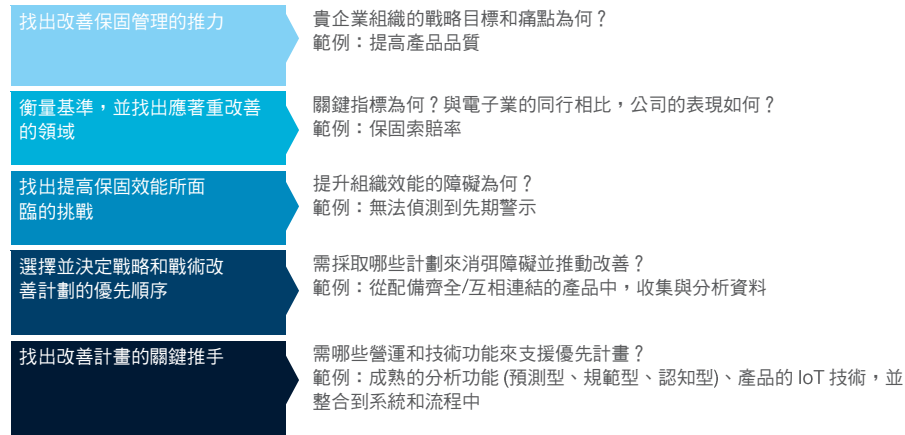 找出改善保固管理的推力
貴企業組織的戰略目標和痛點為何？
範例：提高產品品質
衡量基準，並找出應著重改善
的領域
關鍵指標為何？與電子業的同行相比，公司的表現如何？
範例：保固索賠率
找出提高保固效能所面
臨的挑戰
提升組織效能的障礙為何？
範例：無法偵測到先期警示
選擇並決定戰略和戰術改
善計劃的優先順序
需採取哪些計劃來消弭障礙並推動改善？
範例：從配備齊全/互相連結的產品中，收集與分析資料
找出改善計畫的關鍵推手
需哪些營運和技術功能來支援優先計畫？
範例：成熟的分析功能 (預測型、規範型、認知型)、產品的 IoT 技術，並
整合到系統和流程中